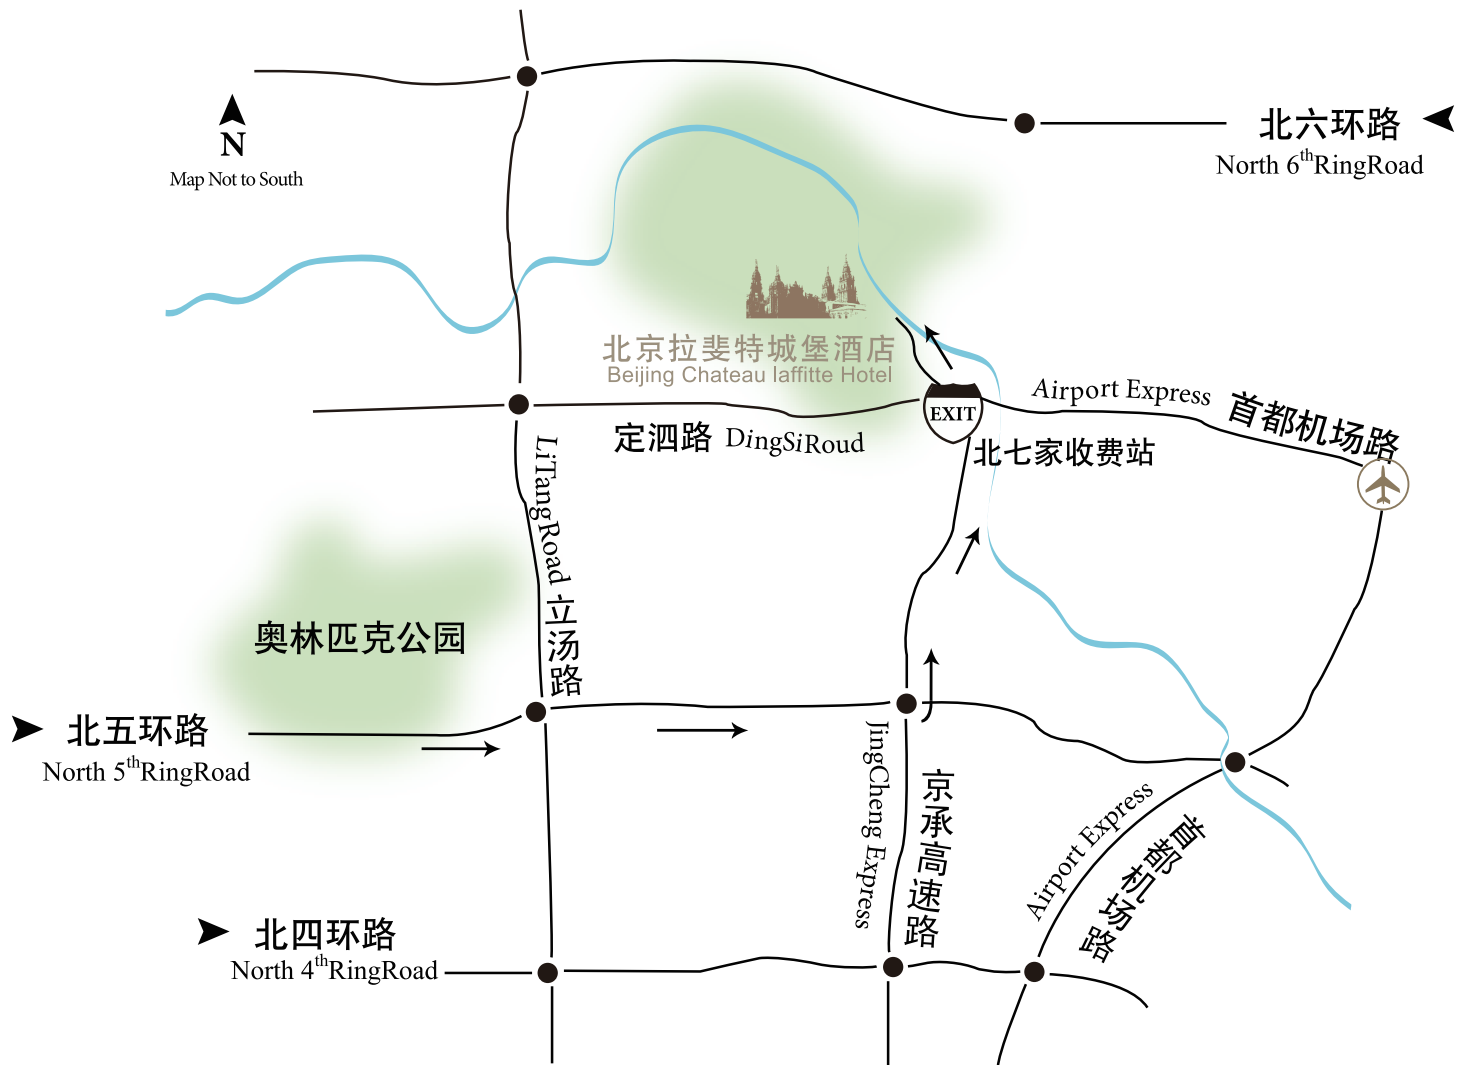 北六环路
North 6thRingRoad
N
Map Not to South
北京拉斐特城堡酒店
Beijing Chateau laffitte Hotel
Airport Express
首都机场路
EXIT
定泗路 DingSiRoud
北七家收费站
LiTangRoad 立汤路
奥林匹克公园
北五环路
North 5thRingRoad
JingCheng Express
京承高速路
Airport Express
首都机场路
北四环路
North 4thRingRoad